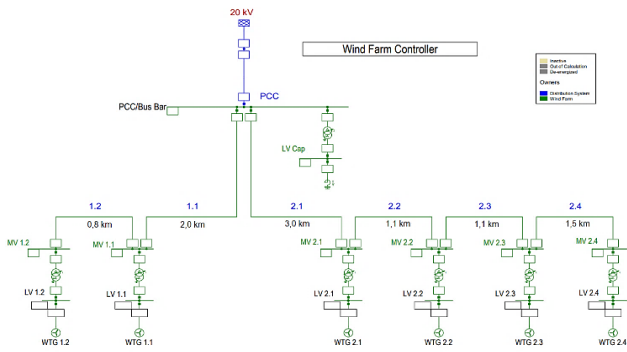 20 kV
Wind Farm Controller
Inactive
Out of Calculation
De-energized
Owners
Distribution System
Wind Farm
PCC
PCC/Bus Bar
LV Cap
1.2 1.1 2.1 2.2 2.3 2.4
0,8 km 2,0 km 3,0 km 1,1 km 1,1 km 1,5 km
MV 1.2 MV 1.1 MV 2.1 MV 2.2 MV 2.3 MV 2.4
LV 1.2 LV 1.1 LV 2.1 LV 2.2 LV 2.3 LV 2.4
WTG 1.2 WTG 1.1 WTG 2.1 WTG 2.2 WTG 2.3 WTG 2.4